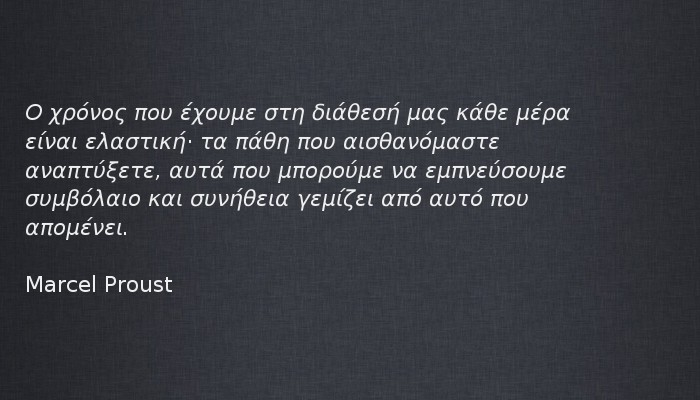 Ο χρόνος που έχουμε στη διάθεσή μας κάθε μέρα
είναι ελαστική· τα πάθη που αισθανόμαστε
αναπτύξετε, αυτά που μπορούμε να εμπνεύσουμε
συμβόλαιο και συνήθεια γεμίζει από αυτό που
απομένει.
Marcel Proust